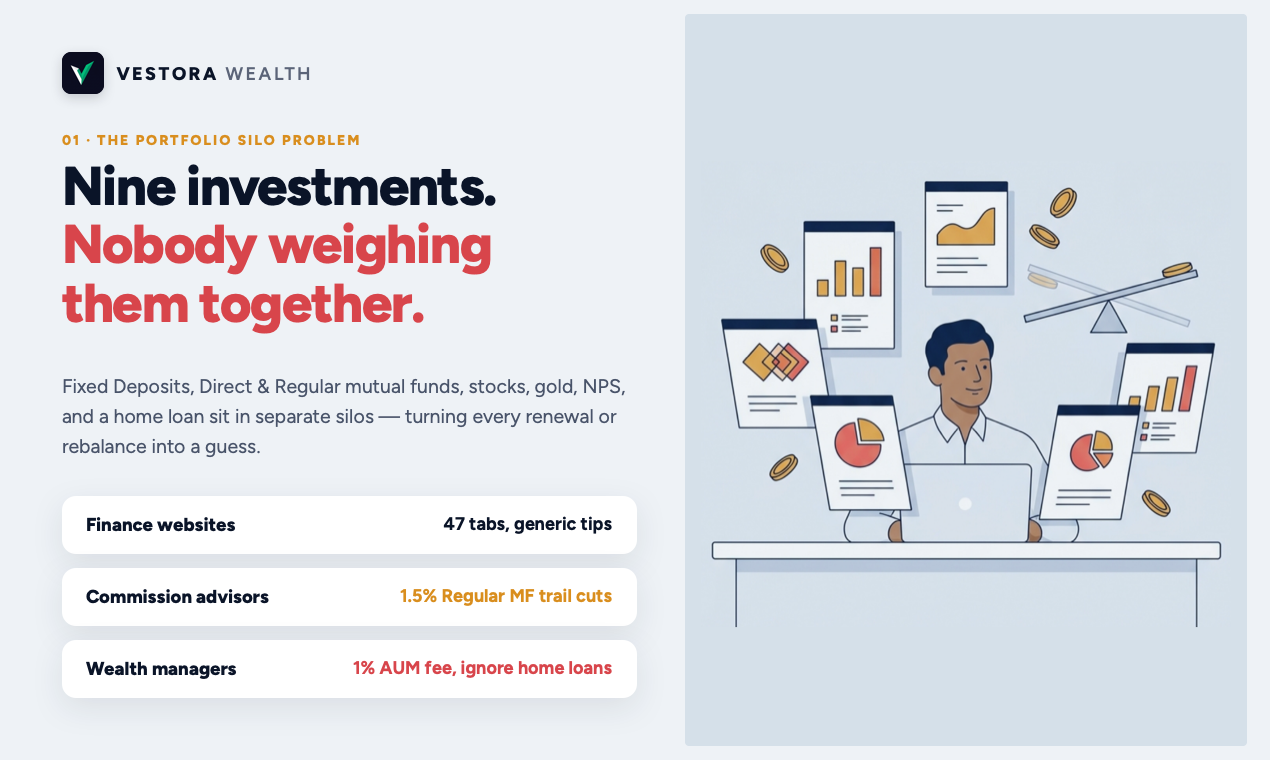 VESTORA WEALTH
01 · THE PORTFOLIO SILO PROBLEM
Nine investments.
Nobody weighing
them together.
Fixed Deposits, Direct & Regular mutual funds, stocks, gold, NPS,
and a home loan sit in separate silos — turning every renewal or
rebalance into a guess.
Finance websites 47 tabs, generic tips
Commission advisors 1.5% Regular MF trail cuts
Wealth managers 1% AUM fee, ignore home loans